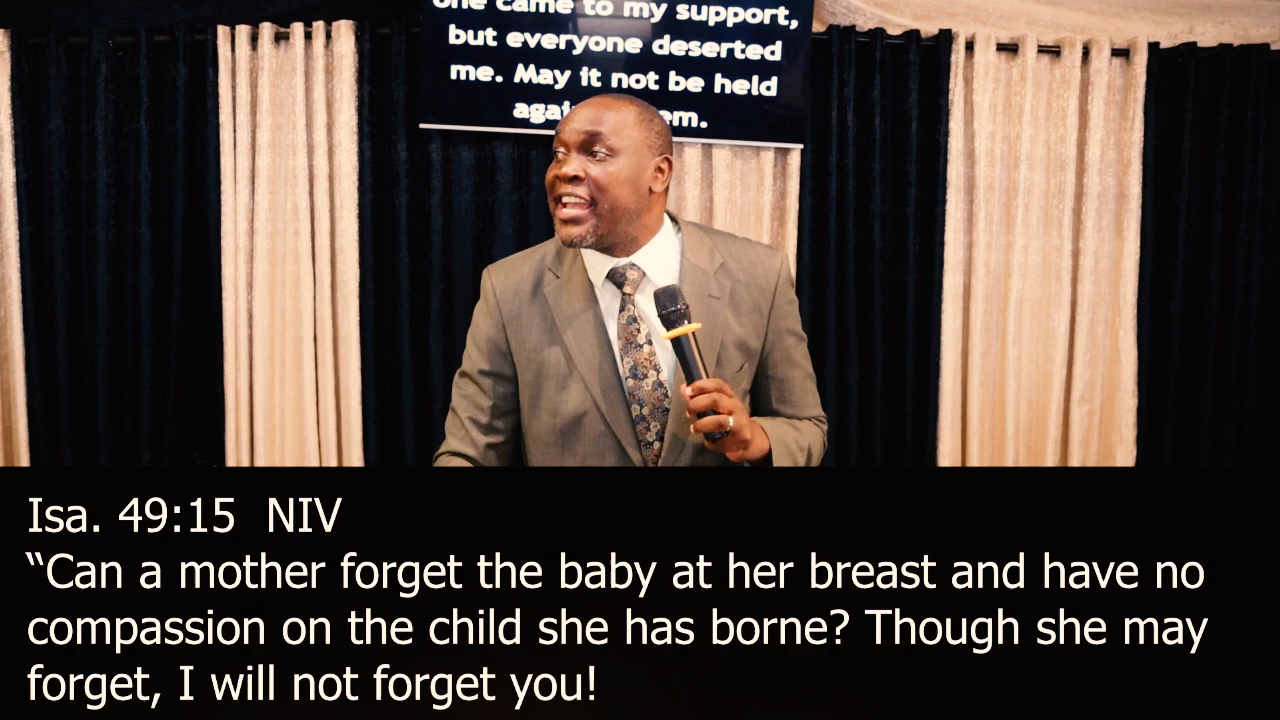 one came to my support,
but everyone deserted
me. May it not be held
Isa. 49:15 NIV
“Can a mother forget the baby at her breast and have no
compassion on the child she has borne? Though she may
forget, I will not forget you!